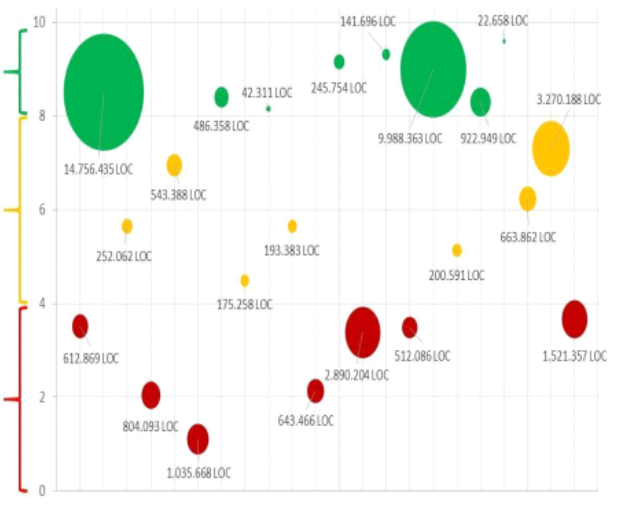 10
141.696 LOC
22.658 LOC
42.311 LOC
245.754 LOC
3.270.188 LOC
8
486.358 LOC
9.988.363 LOC
922.949 LOC
14.756.435 LOC
543.388 LOC
6
252.062 LOC
193.383 LOC
663.862 LOC
200.591 LOC
4
175.258 LOC
612.869 LOC
2.890.204 LOC
512.086 LOC
1.521.357 LOC
2
804.093 LOC
643.466 LOC
1.035.668 LOC
0